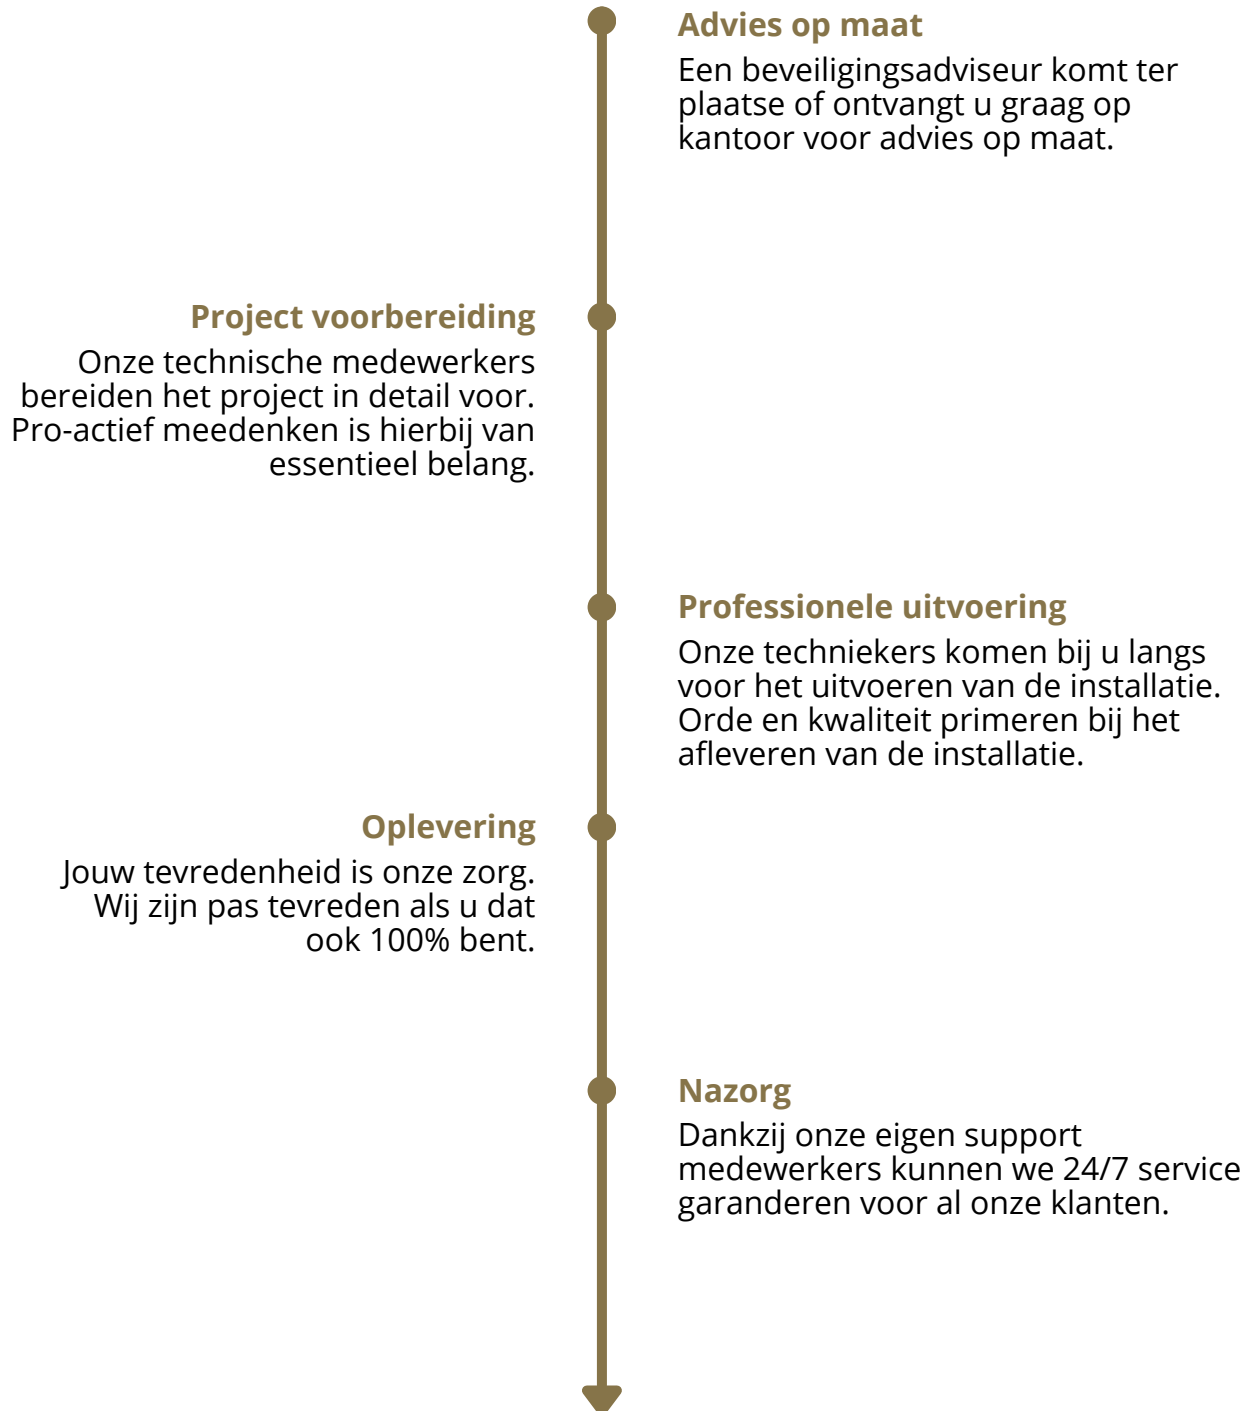 Advies op maat
Een beveiligingsadviseur komt ter
plaatse of ontvangt u graag op
kantoor voor advies op maat.
Project voorbereiding
Onze technische medewerkers
bereiden het project in detail voor.
Pro-actief meedenken is hierbij van
essentieel belang.
Professionele uitvoering
Onze techniekers komen bij u langs
voor het uitvoeren van de installatie.
Orde en kwaliteit primeren bij het
afleveren van de installatie.
Oplevering
Jouw tevredenheid is onze zorg.
Wij zijn pas tevreden als u dat
ook 100% bent.
Nazorg
Dankzij onze eigen support
medewerkers kunnen we 24/7 service
garanderen voor al onze klanten.